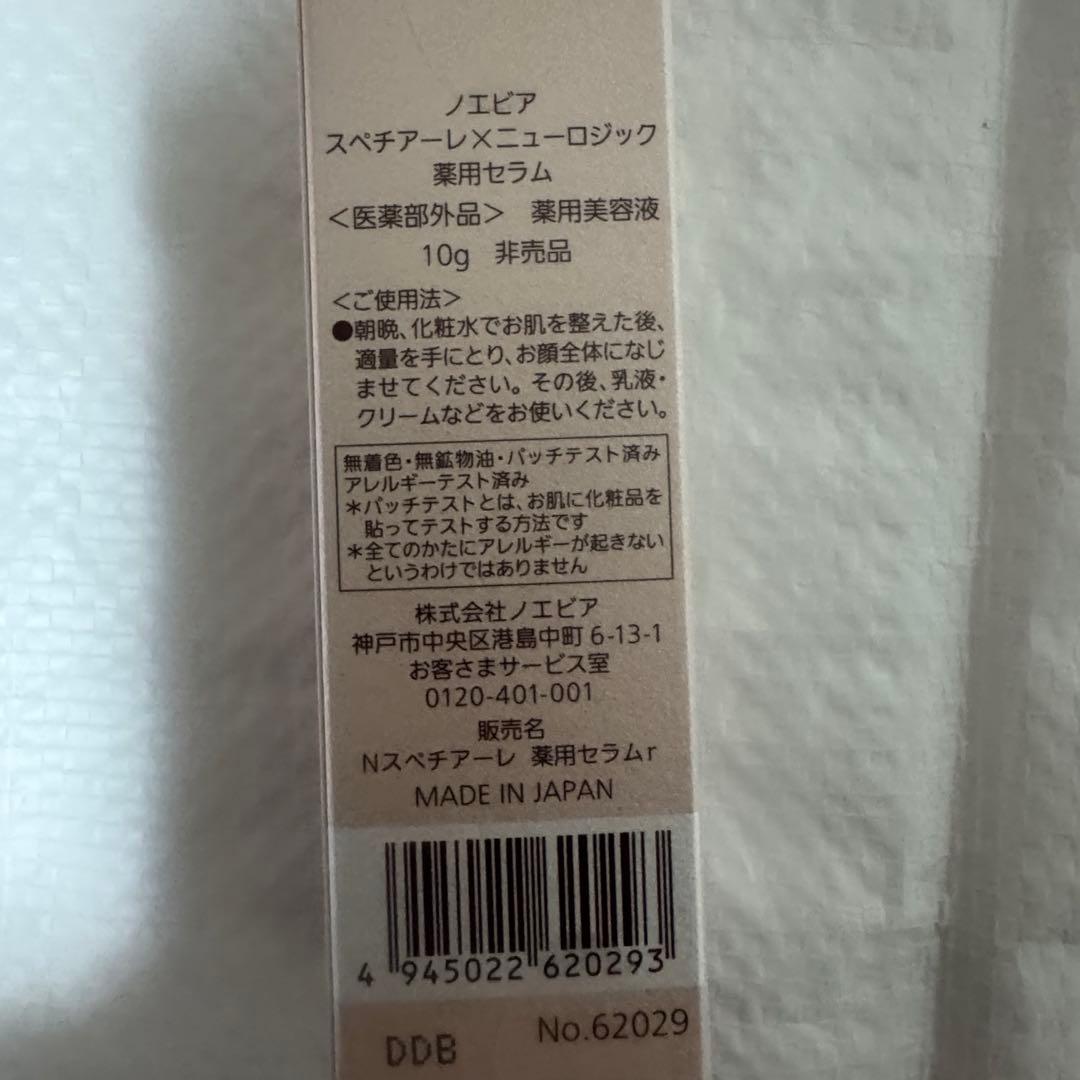 ノエビア
スペチアーレ×ニューロジック
薬用セラム
＜医薬部外品＞　薬用美容液
10g　非売品
＜ご使用法＞
●朝晩、化粧水でお肌を整えた後、
適量を手にとり、お顔全体になじ
ませてください。その後、乳液・
クリームなどをお使いください。
無着色・無鉱物油・パッチテスト済み
アレルギーテスト済み
＊パッチテストとは、お肌に化粧品を
貼ってテストする方法です
＊全てのかたにアレルギーが起きない
というわけではありません
株式会社ノエビア
神戸市中央区港島中町 6-13-1
お客さまサービス室
0120-401-001
販売名
Nスペチアーレ　薬用セラムr
MADE IN JAPAN
4 945022 620293
No.62029
DDB